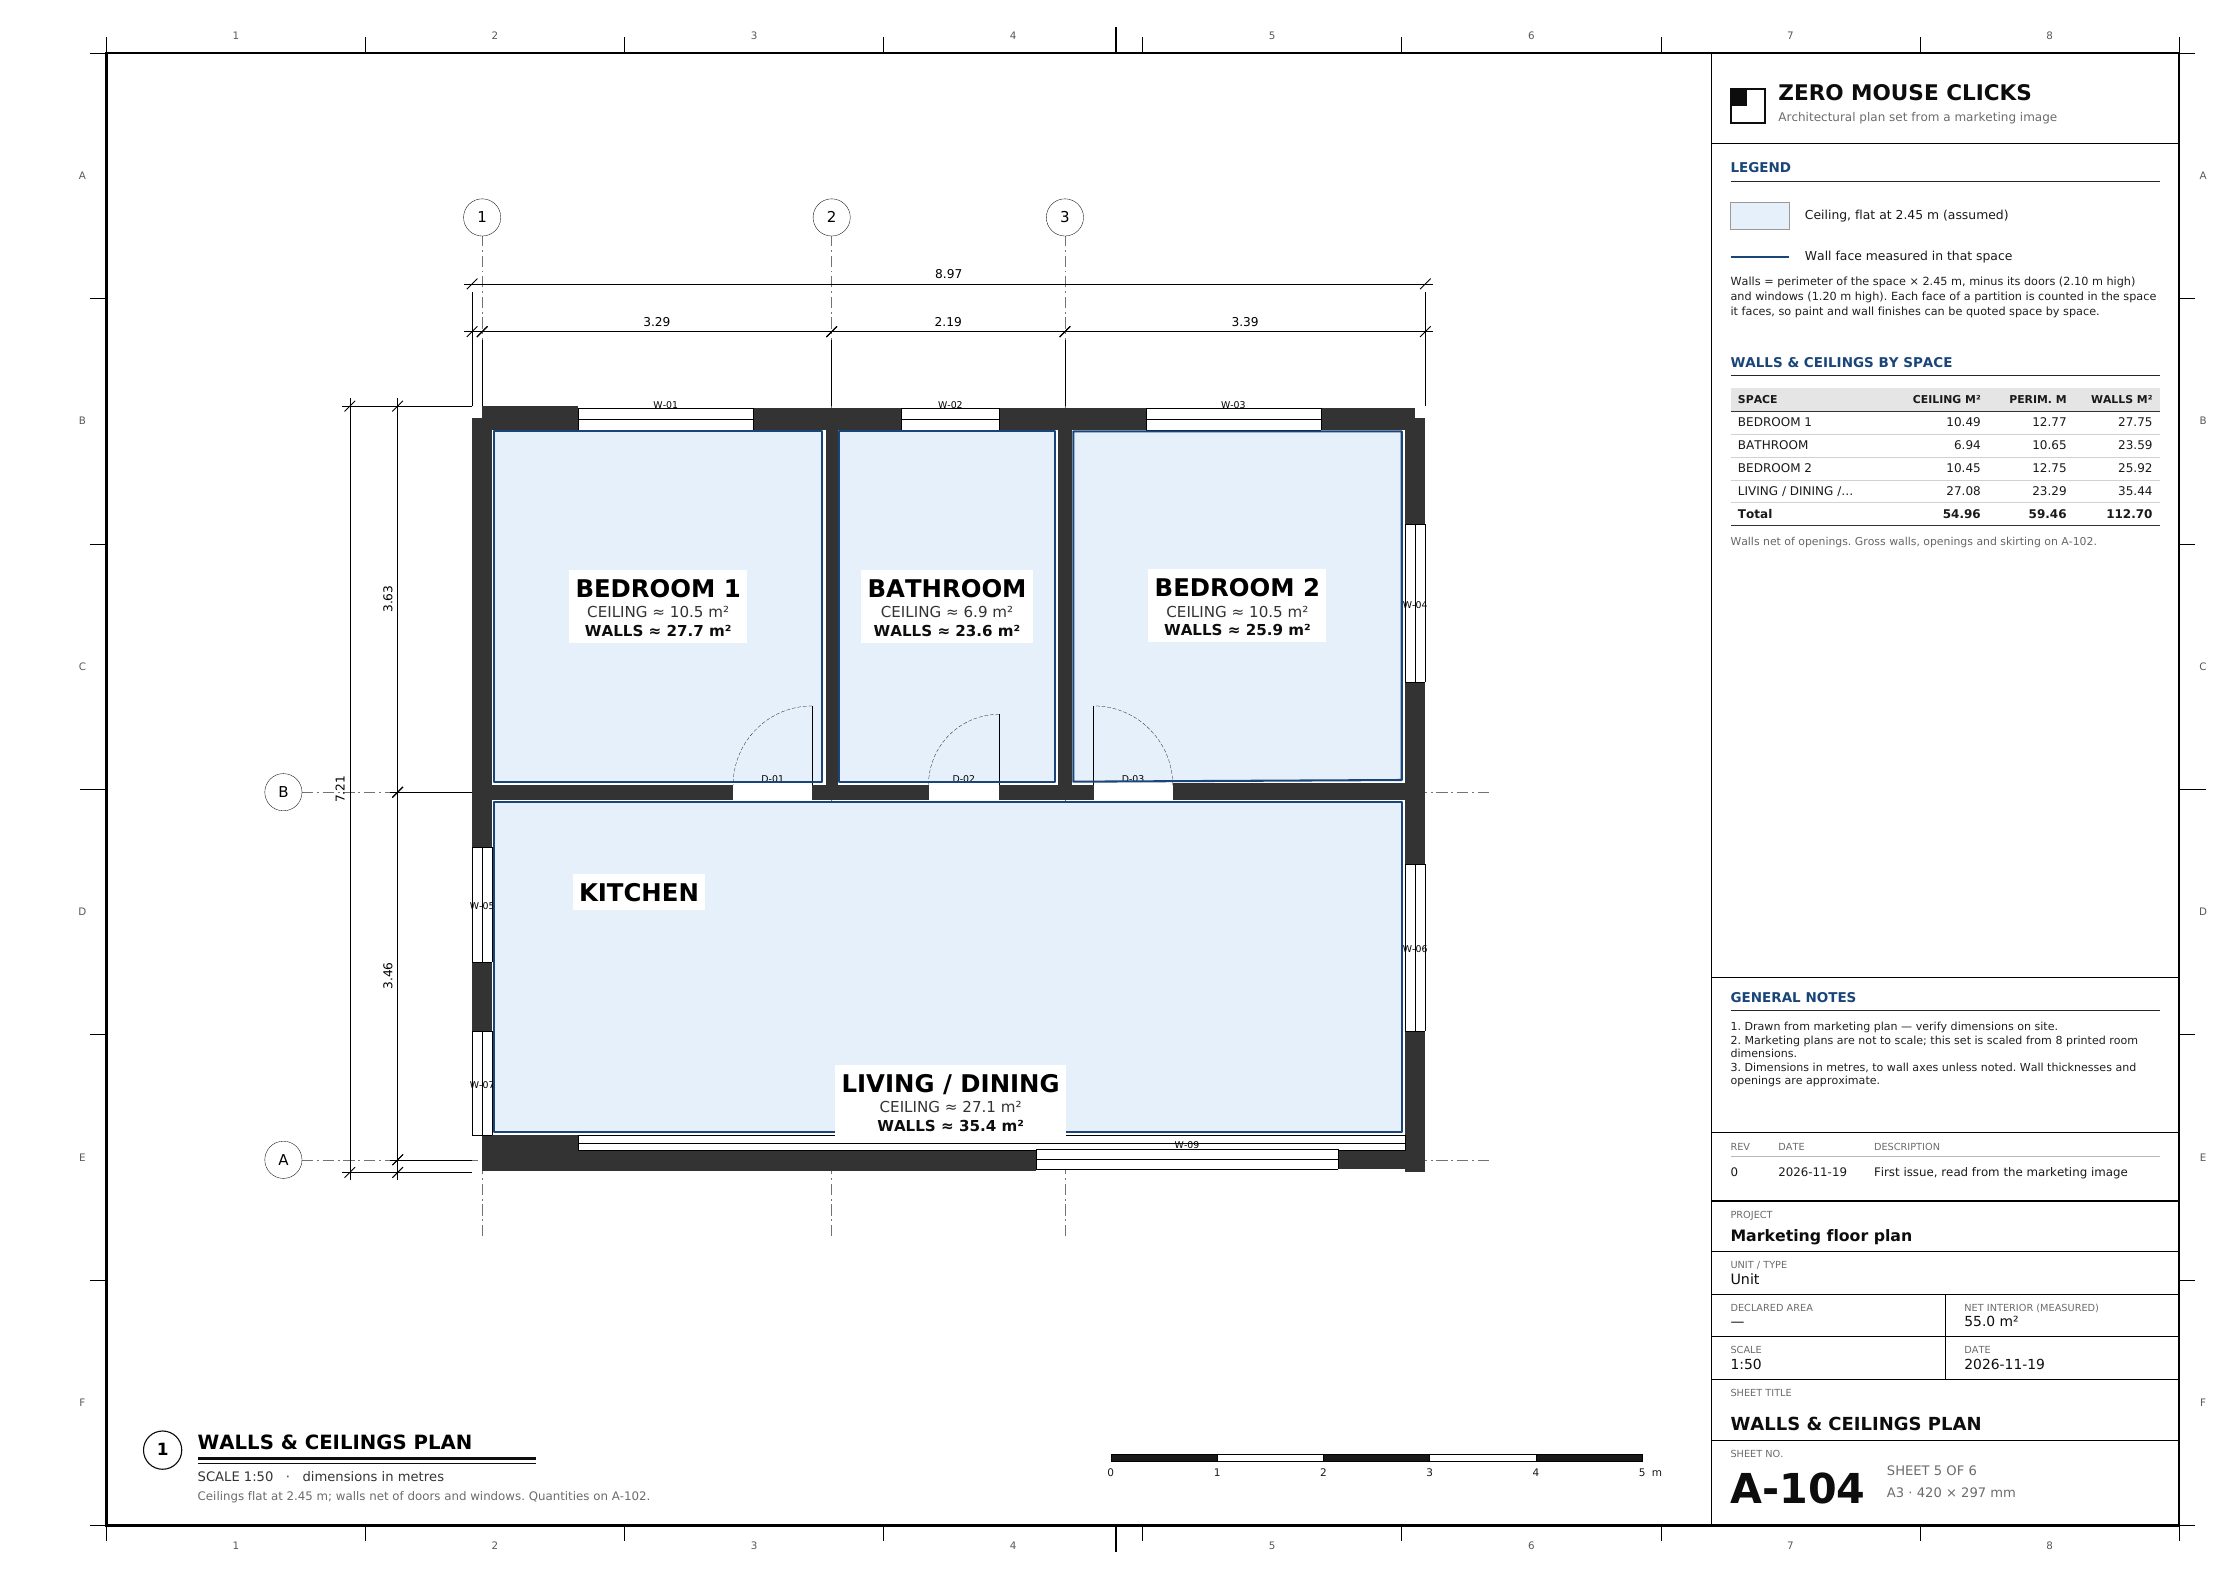 1 2 3 4 5 6 7 8
A B C D E F
A B C D E F
1 2 3
8.97
3.29 2.19 3.39
W-01 W-02 W-03
3.63
7.21
3.46
B
A
BEDROOM 1
CEILING ≈ 10.5 m²
WALLS ≈ 27.7 m²
BATHROOM
CEILING ≈ 6.9 m²
WALLS ≈ 23.6 m²
BEDROOM 2
CEILING ≈ 10.5 m²
WALLS ≈ 25.9 m²
W-04
D-01 D-02 D-03
KITCHEN
W-05
W-06
W-07
LIVING / DINING
CEILING ≈ 27.1 m²
WALLS ≈ 35.4 m²
W-09
1
WALLS & CEILINGS PLAN
SCALE 1:50 · dimensions in metres
Ceilings flat at 2.45 m; walls net of doors and windows. Quantities on A-102.
0 1 2 3 4 5 m
ZERO MOUSE CLICKS
Architectural plan set from a marketing image
LEGEND
Ceiling, flat at 2.45 m (assumed)
Wall face measured in that space
Walls = perimeter of the space × 2.45 m, minus its doors (2.10 m high)
and windows (1.20 m high). Each face of a partition is counted in the space
it faces, so paint and wall finishes can be quoted space by space.
WALLS & CEILINGS BY SPACE
SPACE CEILING M² PERIM. M WALLS M²
BEDROOM 1 10.49 12.77 27.75
BATHROOM 6.94 10.65 23.59
BEDROOM 2 10.45 12.75 25.92
LIVING / DINING /... 27.08 23.29 35.44
Total 54.96 59.46 112.70
Walls net of openings. Gross walls, openings and skirting on A-102.
GENERAL NOTES
1. Drawn from marketing plan — verify dimensions on site.
2. Marketing plans are not to scale; this set is scaled from 8 printed room
dimensions.
3. Dimensions in metres, to wall axes unless noted. Wall thicknesses and
openings are approximate.
REV DATE DESCRIPTION
0 2026-11-19 First issue, read from the marketing image
PROJECT
Marketing floor plan
UNIT / TYPE
Unit
DECLARED AREA NET INTERIOR (MEASURED)
— 55.0 m²
SCALE DATE
1:50 2026-11-19
SHEET TITLE
WALLS & CEILINGS PLAN
SHEET NO.
A-104
SHEET 5 OF 6
A3 · 420 × 297 mm
1 2 3 4 5 6 7 8